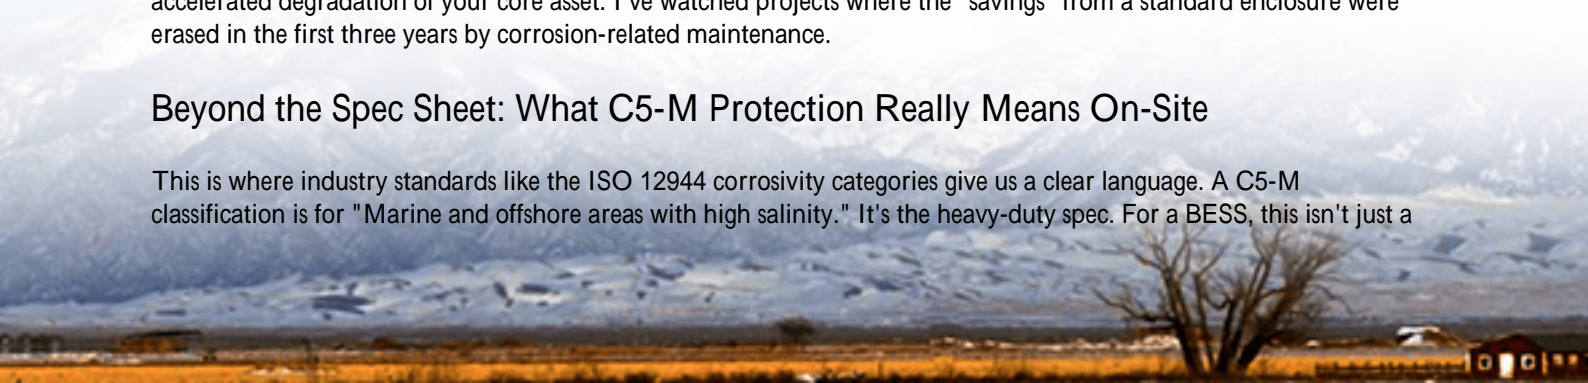 accelerated degradation of your core asset. I've watched projects where the "savings" from a standard enclosure were
erased in the first three years by corrosion-related maintenance.
Beyond the Spec Sheet: What C5-M Protection Really Means On-Site
This is where industry standards like the ISO 12944 corrosivity categories give us a clear language. A C5-M
classification is for "Marine and offshore areas with high salinity." It's the heavy-duty spec. For a BESS, this isn't just a